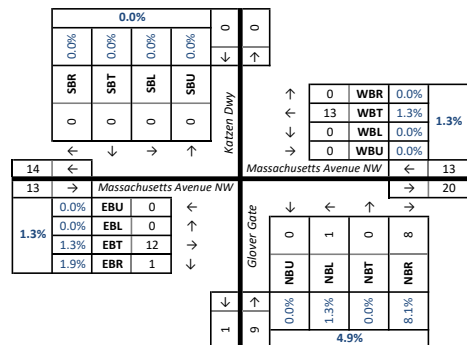 0.0%
0.0% 0.0% 0.0% 0.0%
SBR SBT SBL SBU
0 0 0 0
← ↓ → ↑
0 0
↓ ↑
Katzen Dwy
↑ 0 WBR 0.0%
← 13 WBT 1.3%
↓ 0 WBL 0.0%
→ 0 WBU 0.0%
1.3%
14 ←
Massachusetts Avenue NW ← 13
13 → Massachusetts Avenue NW
→ 20
1.3%
0.0% EBU 0 ←
0.0% EBL 0 ↑
1.3% EBT 12 →
1.9% EBR 1 ↓
Glover Gate
↓ ← ↑ →
0 1 0 8
NBU NBL NBT NBR
0.0% 1.3% 0.0% 8.1%
4.9%
↓ ↑
1 9